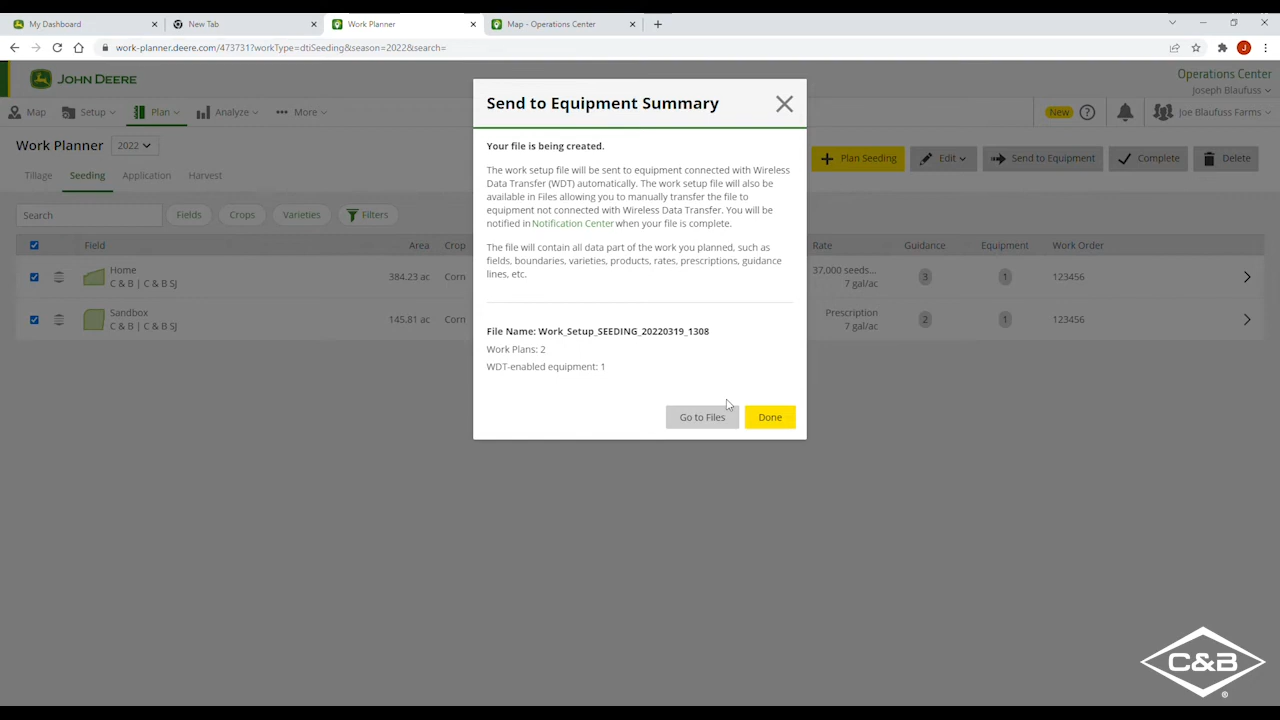 My Dashboard
New Tab
Work Planner
Map - Operations Center
work-planner.deere.com/473731?workType=dtiSeeding&season=2022&search=
J
JOHN DEERE
Operations Center
Joseph Blaufuss
Map
Setup
Plan
Analyze
More
New
Joe Blaufuss Farms
Work Planner
2022
Plan Seeding
Edit
Send to Equipment
Complete
Delete
Tillage
Seeding
Application
Harvest
Search
Fields
Crops
Varieties
Filters
Field
Area
Crop
Rate
Guidance
Equipment
Work Order
Home
C & B | C & B SJ
384.23 ac
Corn
37,000 seeds...
7 gal/ac
3
1
123456
Sandbox
C & B | C & B SJ
145.81 ac
Corn
Prescription
7 gal/ac
2
1
123456
Send to Equipment Summary
Your file is being created.
The work setup file will be sent to equipment connected with Wireless
Data Transfer (WDT) automatically. The work setup file will also be
available in Files allowing you to manually transfer the file to
equipment not connected with Wireless Data Transfer. You will be
notified in Notification Center when your file is complete.
The file will contain all data part of the work you planned, such as
fields, boundaries, varieties, products, rates, prescriptions, guidance
lines, etc.
File Name: Work_Setup_SEEDING_20220319_1308
Work Plans: 2
WDT-enabled equipment: 1
Go to Files
Done
C&B
®